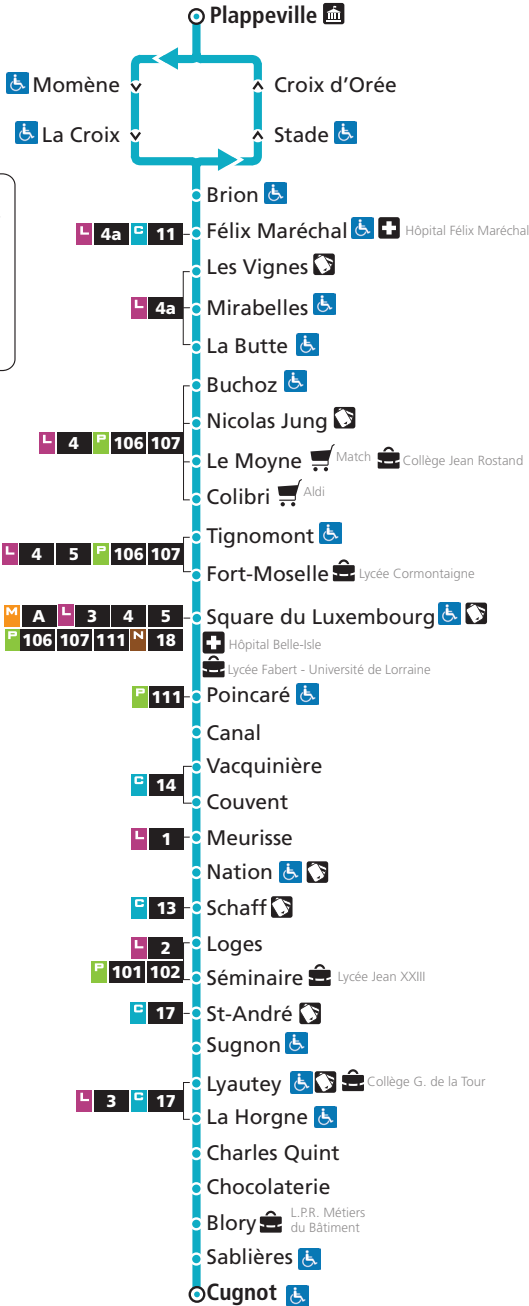 Plappeville
Momène Croix d'Orée
La Croix Stade
Brion
L 4a C 11 Félix Maréchal Hôpital Félix Maréchal
Les Vignes
L 4a Mirabelles
La Butte
Buchoz
Nicolas Jung
L 4 P 106 107 Le Moyne Match Collège Jean Rostand
Colibri Aldi
Tignomont
L 4 5 P 106 107
Fort-Moselle Lycée Cormontaigne
M A L 3 4 5 Square du Luxembourg
P 106 107 111 N 18 Hôpital Belle-Isle
Lycée Fabert - Université de Lorraine
P 111 Poincaré
Canal
Vacquinière
C 14
Couvent
L 1 Meurisse
Nation
C 13 Schaff
L 2 Loges
P 101 102 Séminaire Lycée Jean XXIII
C 17 St-André
Sugnon
Lyautey Collège G. de la Tour
L 3 C 17
La Horgne
Charles Quint
Chocolaterie
Blory L.P.R. Métiers
du Bâtiment
Sablières
Cugnot